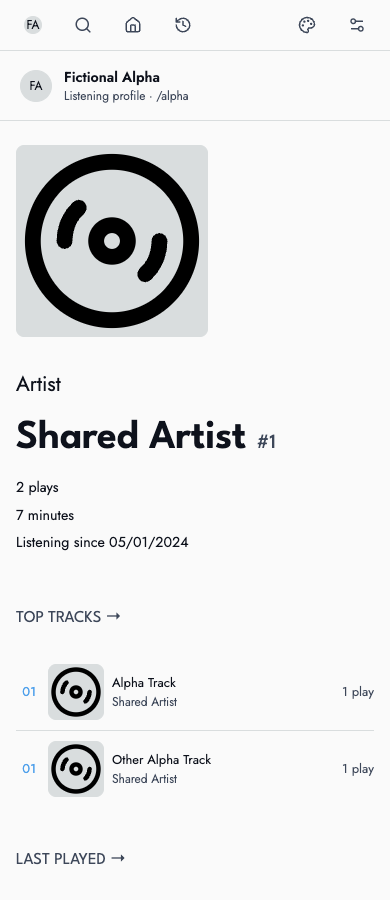 FA
FA
Fictional Alpha
Listening profile · /alpha
Artist
Shared Artist #1
2 plays
7 minutes
Listening since 05/01/2024
TOP TRACKS →
01 Alpha Track 1 play
Shared Artist
01 Other Alpha Track 1 play
Shared Artist
LAST PLAYED →